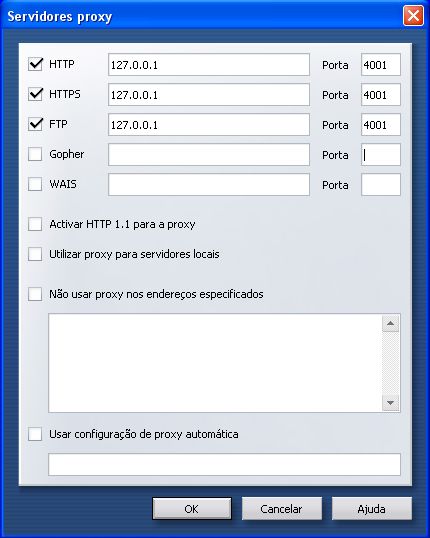 Servidores proxy
HTTP 127.0.0.1 Porta 4001
HTTPS 127.0.0.1 Porta 4001
FTP 127.0.0.1 Porta 4001
Gopher Porta
WAIS Porta
Activar HTTP 1.1 para a proxy
Utilizar proxy para servidores locais
Não usar proxy nos endereços especificados
Usar configuração de proxy automática
OK Cancelar Ajuda